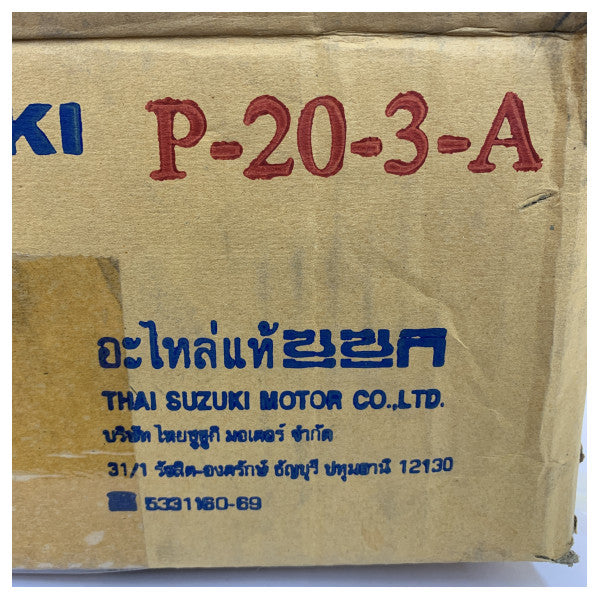 UKI P-20-3-A
อะไหล่แท้ ซูซูกิ
THAI SUZUKI MOTOR CO.,LTD.
บริษัท ไทยซูซูกิ มอเตอร์ จำกัด
31/1 รังสิต-องครักษ์ ธัญบุรี ปทุมธานี 12130
☎ 5331160-69